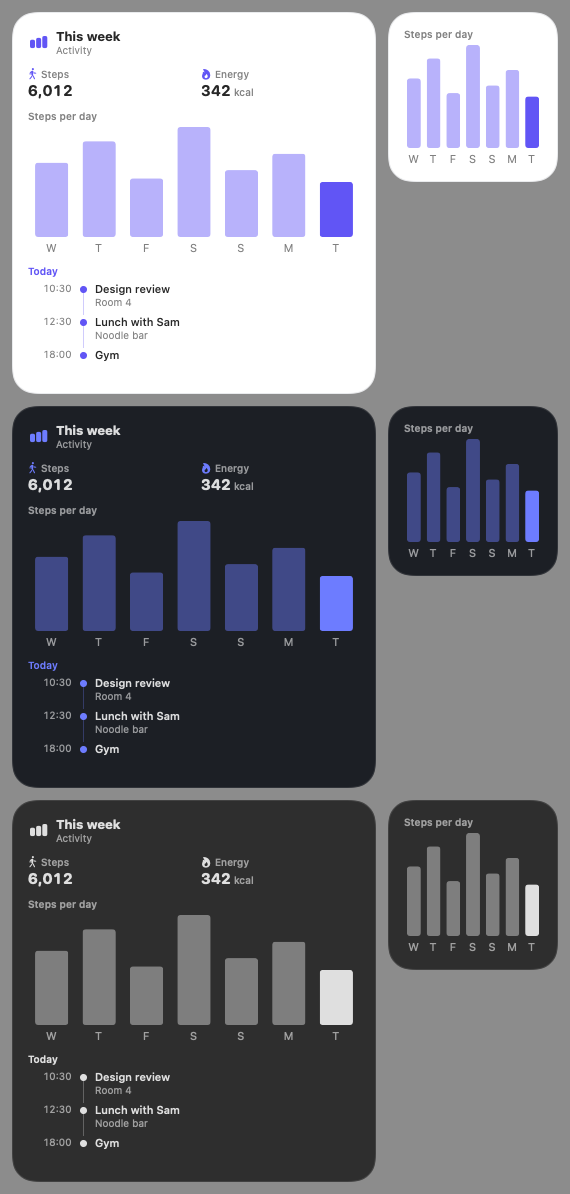 This week
Activity
Steps Energy
6,012 342 kcal
Steps per day
W T F S S M T
Today
10:30 Design review
Room 4
12:30 Lunch with Sam
Noodle bar
18:00 Gym
Steps per day
W T F S S M T
This week
Activity
Steps Energy
6,012 342 kcal
Steps per day
W T F S S M T
Today
10:30 Design review
Room 4
12:30 Lunch with Sam
Noodle bar
18:00 Gym
Steps per day
W T F S S M T
This week
Activity
Steps Energy
6,012 342 kcal
Steps per day
W T F S S M T
Today
10:30 Design review
Room 4
12:30 Lunch with Sam
Noodle bar
18:00 Gym
Steps per day
W T F S S M T